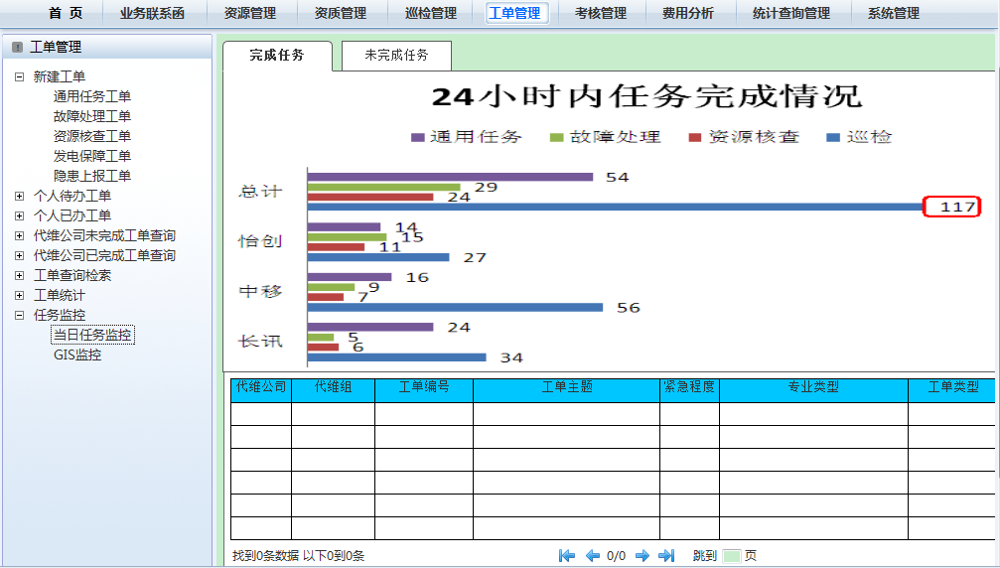 首 页 业务联系函 资源管理 资质管理 巡检管理 工单管理 考核管理 费用分析 统计查询管理 系统管理
工单管理
新建工单
通用任务工单
故障处理工单
资源核查工单
发电保障工单
隐患上报工单
个人待办工单
个人已办工单
代维公司未完成工单查询
代维公司已完成工单查询
工单查询检索
工单统计
任务监控
当日任务监控
GIS监控
完成任务 未完成任务
24小时内任务完成情况
通用任务 故障处理 资源核查 巡检
总计 54
29
24
117
怡创 14
15
11
27
中移 16
9
7
56
长讯 24
5
6
34
代维公司 代维组 工单编号 工单主题 紧急程度 专业类型 工单类型
找到0条数据 以下0到0条 0/0 跳到 页